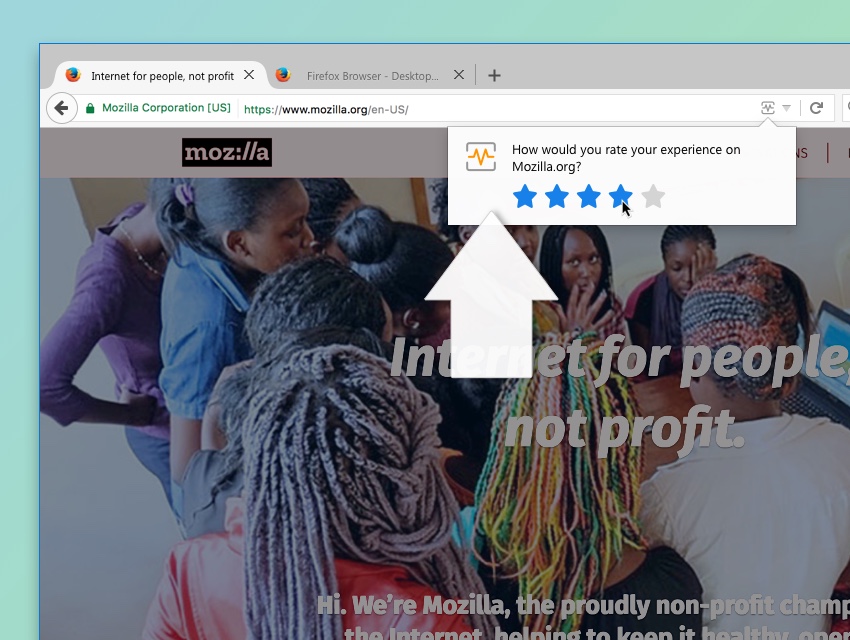 Internet for people, not profit
Firefox Browser - Desktop...
Mozilla Corporation [US]
https://www.mozilla.org/en-US/
moz://a
NS
How would you rate your experience on
Mozilla.org?
Internet for people,
not profit.
Hi. We’re Mozilla, the proudly non-profit champ
the Internet, helping to keep it healthy, open